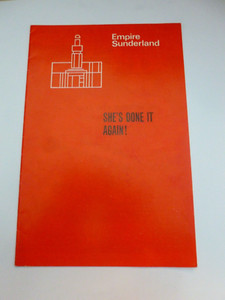 Empire
Sunderland
SHE'S DONE IT
AGAIN!